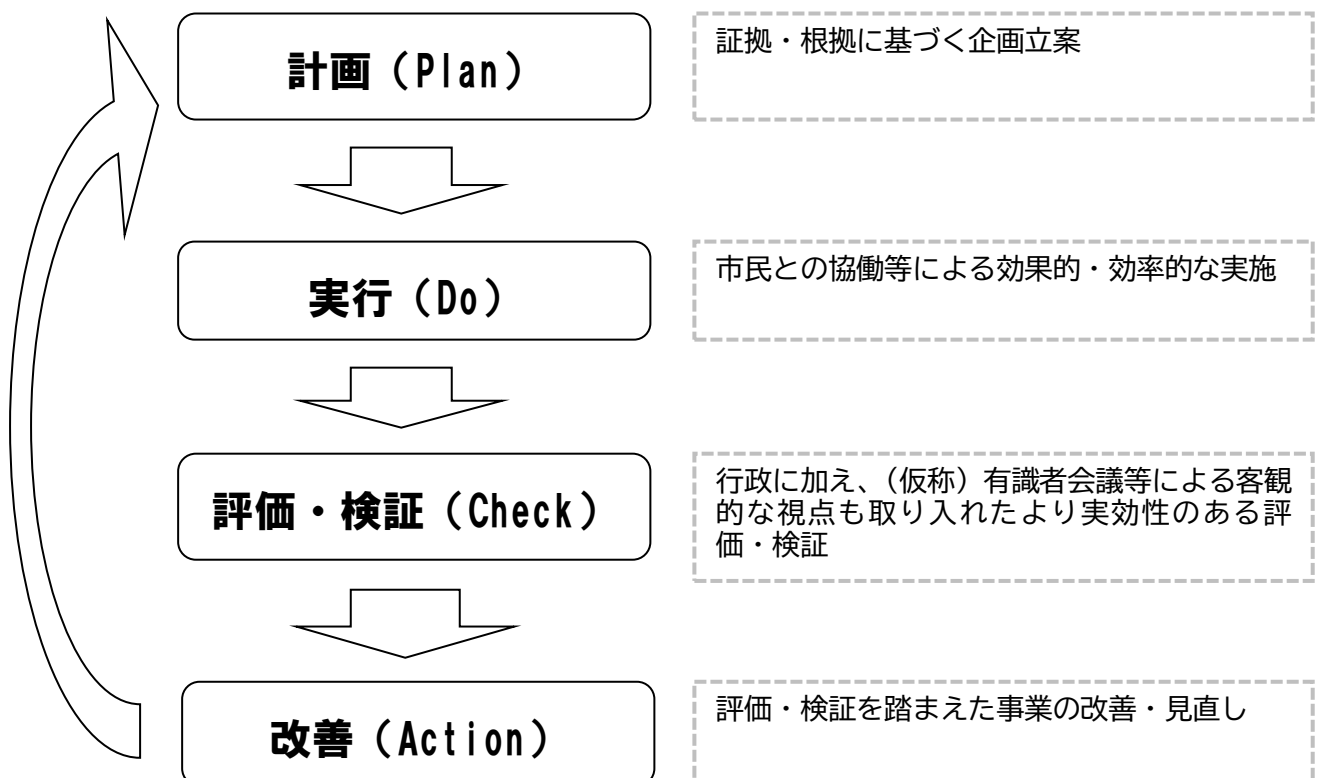 計画（Plan）
証拠・根拠に基づく企画立案
実行（Do）
市民との協働等による効果的・効率的な実施
評価・検証（Check）
行政に加え、（仮称）有識者会議等による客観
的な視点も取り入れたより実効性のある評
価・検証
改善（Action）
評価・検証を踏まえた事業の改善・見直し